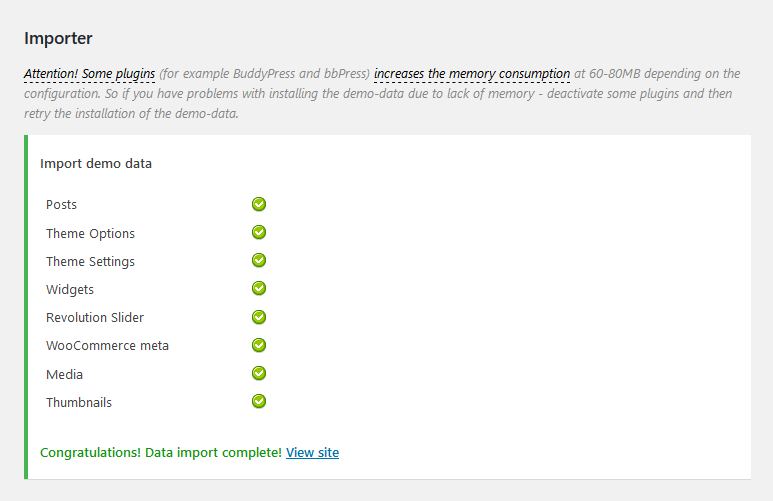 Importer
Attention! Some plugins (for example BuddyPress and bbPress) increases the memory consumption at 60-80MB depending on the
configuration. So if you have problems with installing the demo-data due to lack of memory - deactivate some plugins and then
retry the installation of the demo-data.
Import demo data
Posts
Theme Options
Theme Settings
Widgets
Revolution Slider
WooCommerce meta
Media
Thumbnails
Congratulations! Data import complete! View site